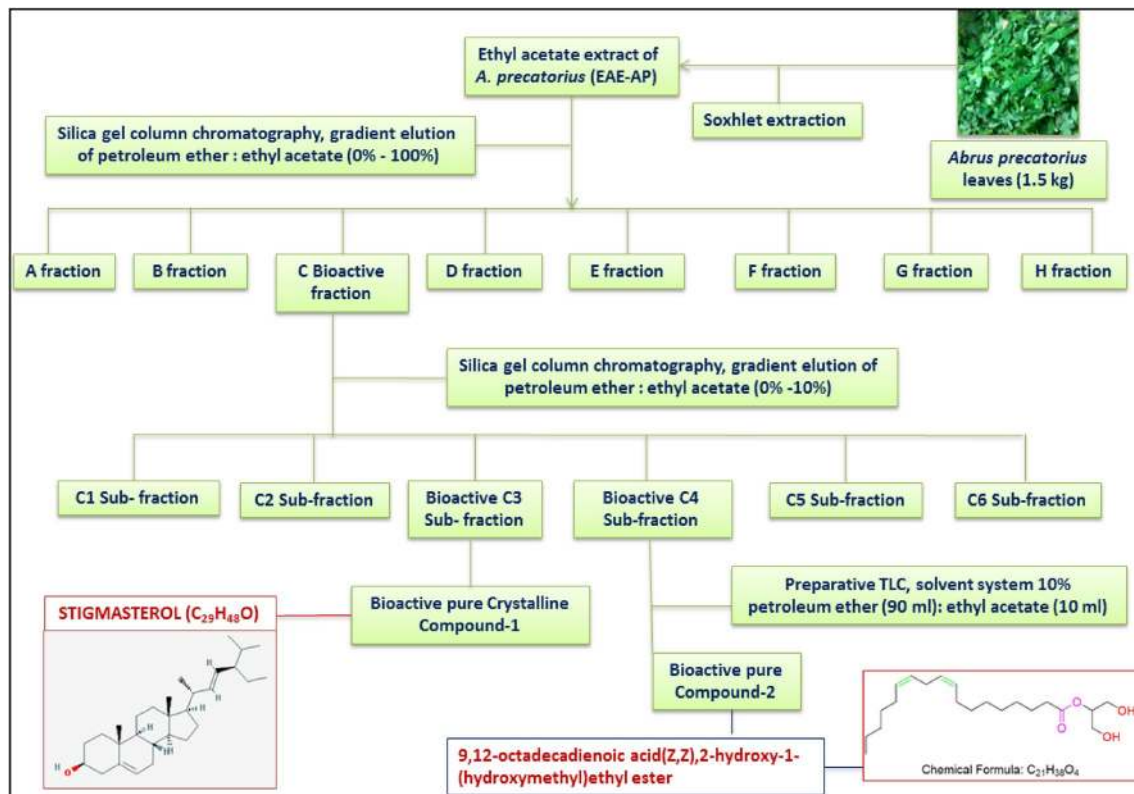 Ethyl acetate extract of
A. precatorius (EAE-AP)
Soxhlet extraction
Abrus precatorius
leaves (1.5 kg)
Silica gel column chromatography, gradient elution
of petroleum ether : ethyl acetate (0% - 100%)
A fraction
B fraction
C Bioactive
fraction
D fraction
E fraction
F fraction
G fraction
H fraction
Silica gel column chromatography, gradient elution of
petroleum ether : ethyl acetate (0% -10%)
C1 Sub- fraction
C2 Sub-fraction
Bioactive C3
Sub- fraction
Bioactive C4
Sub-fraction
C5 Sub-fraction
C6 Sub-fraction
STIGMASTEROL (C₂₉H₄₈O)
H
H
H
H
H
H
O
H
Bioactive pure Crystalline
Compound-1
Preparative TLC, solvent system 10%
petroleum ether (90 ml): ethyl acetate (10 ml)
Bioactive pure
Compound-2
9,12-octadecadienoic acid(Z,Z),2-hydroxy-1-
(hydroxymethyl)ethyl ester
O
O
OH
OH
Chemical Formula: C₂₁H₃₈O₄